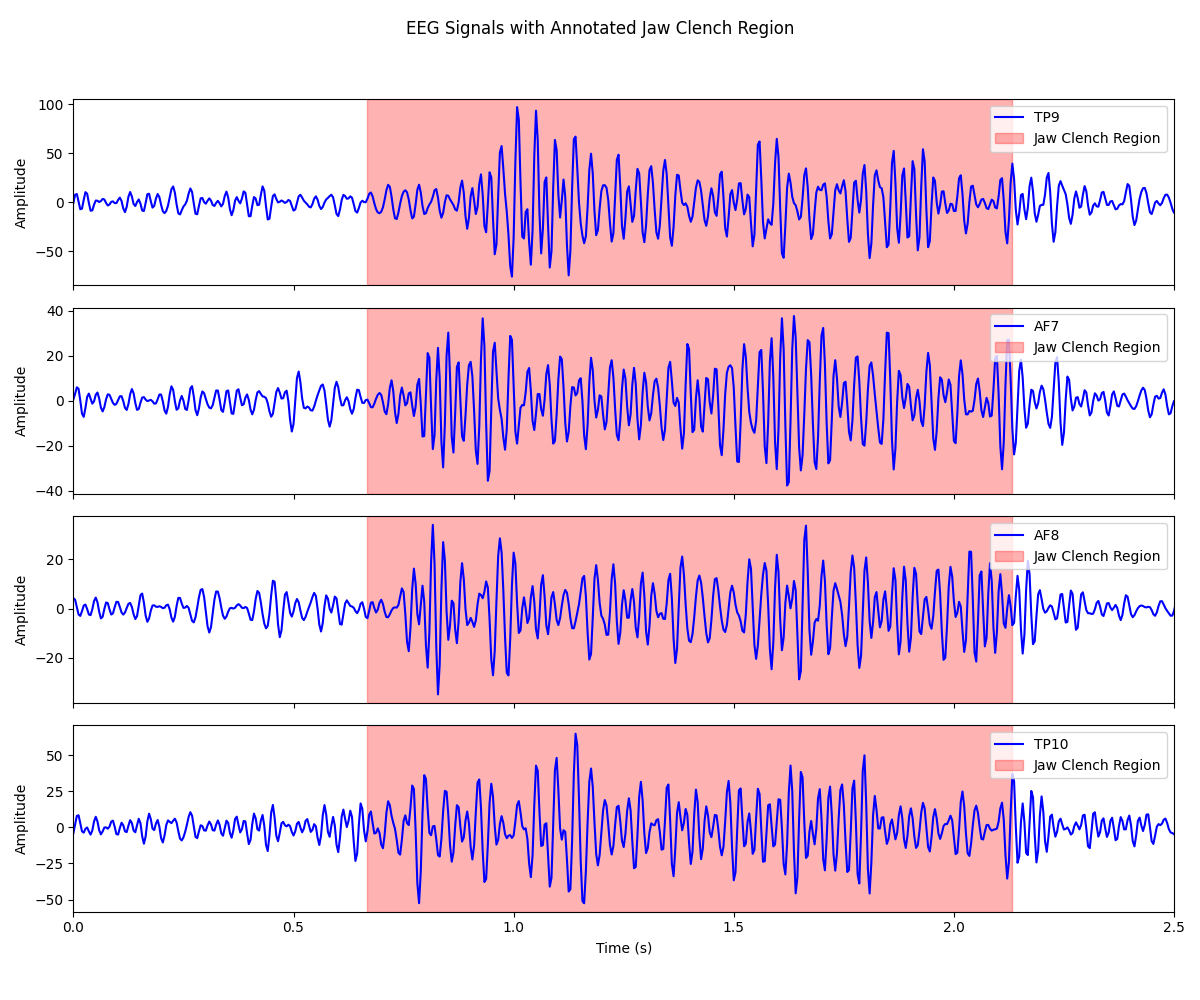 EEG Signals with Annotated Jaw Clench Region
100
50
0
−50
Amplitude
TP9
Jaw Clench Region
40
20
0
−20
−40
Amplitude
AF7
Jaw Clench Region
20
0
−20
Amplitude
AF8
Jaw Clench Region
50
25
0
−25
−50
Amplitude
TP10
Jaw Clench Region
0.0 0.5 1.0 1.5 2.0 2.5
Time (s)